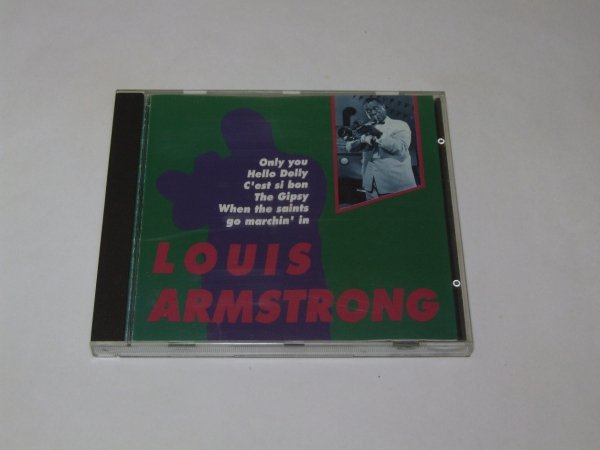 Only you
Hello Dolly
C'est si bon
The Gipsy
When the saints
go marchin' in
LOUIS
ARMSTRONG